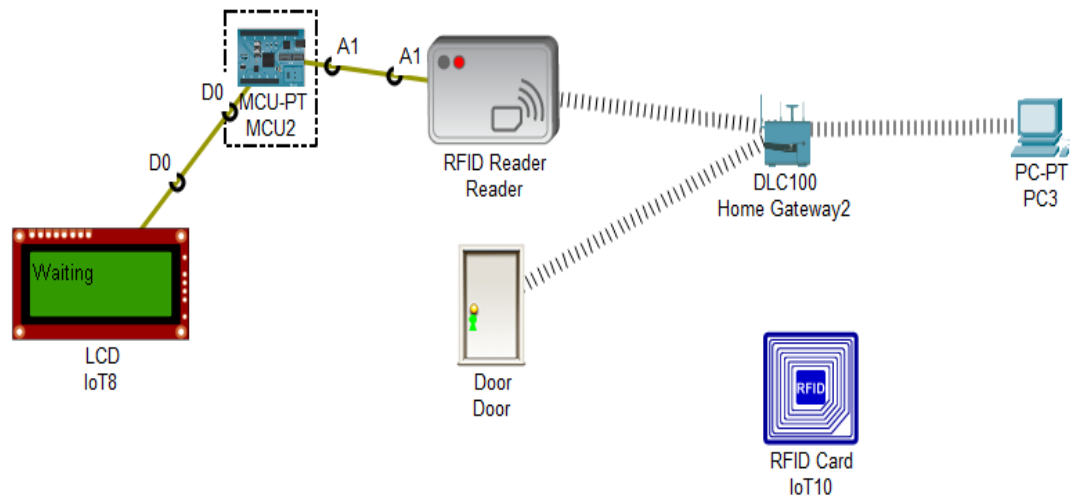 A1
A1
D0
MCU-PT
MCU2
D0
RFID Reader
Reader
DLC100
Home Gateway2
PC-PT
PC3
Waiting
LCD
IoT8
Door
Door
RFID
RFID Card
IoT10